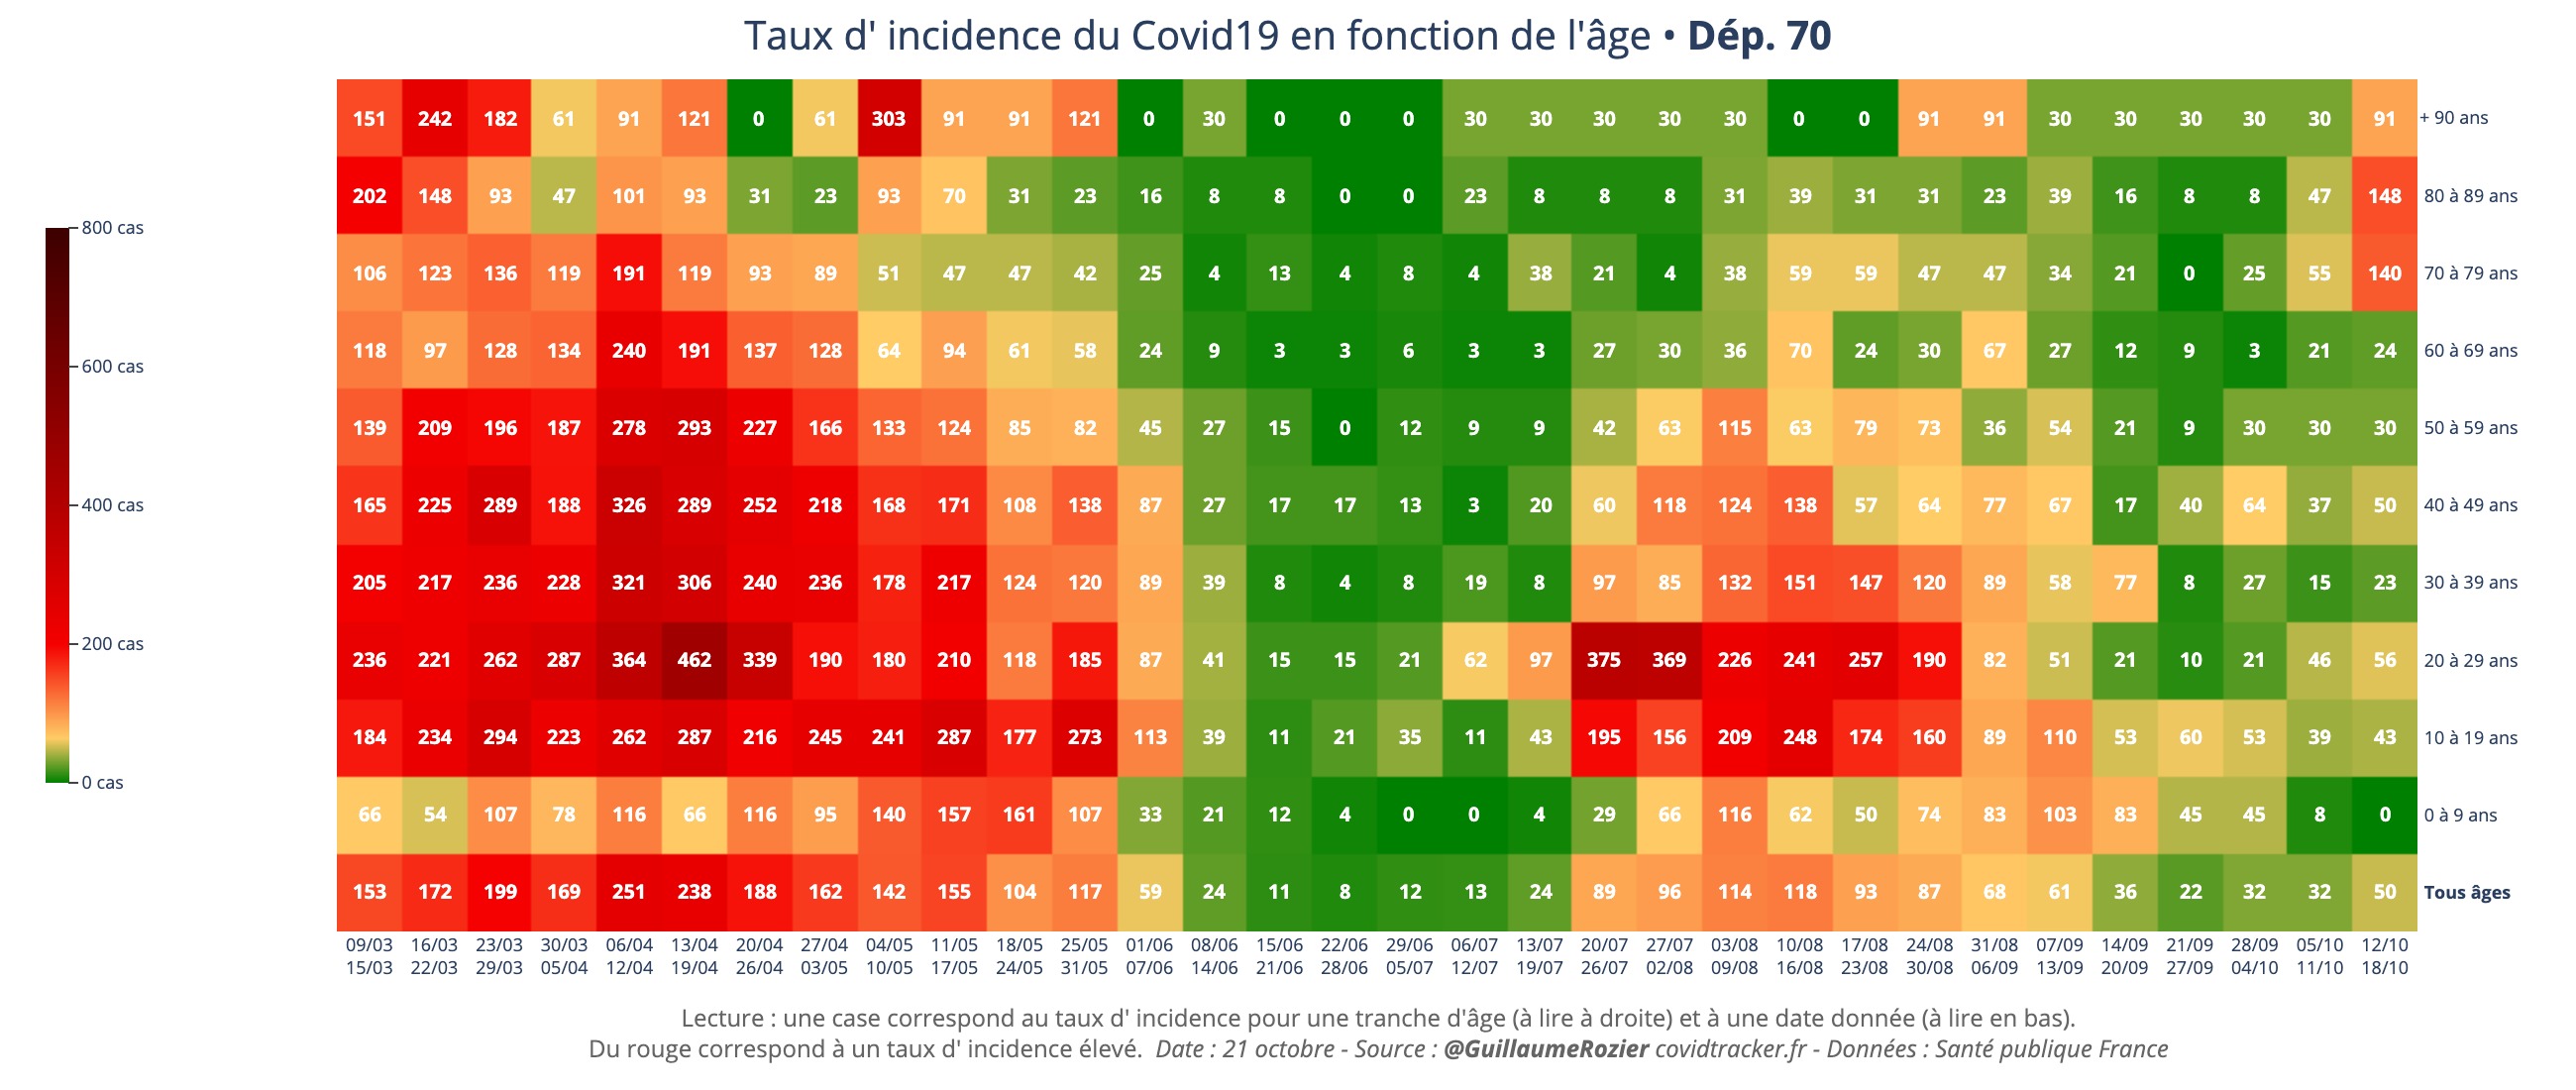 Taux d' incidence du Covid19 en fonction de l'âge • Dép. 70
151 242 182 61 91 121 0 61 303 91 91 121 0 30 0 0 0 30 30 30 30 30 0 0 91 91 30 30 30 30 30 91 + 90 ans
202 148 93 47 101 93 31 23 93 70 31 23 16 8 8 0 0 23 8 8 8 31 39 31 31 23 39 16 8 8 47 148 80 à 89 ans
800 cas
106 123 136 119 191 119 93 89 51 47 47 42 25 4 13 4 8 4 38 21 4 38 59 59 47 47 34 21 0 25 55 140 70 à 79 ans
118 97 128 134 240 191 137 128 64 94 61 58 24 9 3 3 6 3 3 27 30 36 70 24 30 67 27 12 9 3 21 24 60 à 69 ans
600 cas
139 209 196 187 278 293 227 166 133 124 85 82 45 27 15 0 12 9 9 42 63 115 63 79 73 36 54 21 9 30 30 30 50 à 59 ans
400 cas
165 225 289 188 326 289 252 218 168 171 108 138 87 27 17 17 13 3 20 60 118 124 138 57 64 77 67 17 40 64 37 50 40 à 49 ans
205 217 236 228 321 306 240 236 178 217 124 120 89 39 8 4 8 19 8 97 85 132 151 147 120 89 58 77 8 27 15 23 30 à 39 ans
200 cas
236 221 262 287 364 462 339 190 180 210 118 185 87 41 15 15 21 62 97 375 369 226 241 257 190 82 51 21 10 21 46 56 20 à 29 ans
184 234 294 223 262 287 216 245 241 287 177 273 113 39 11 21 35 11 43 195 156 209 248 174 160 89 110 53 60 53 39 43 10 à 19 ans
0 cas
66 54 107 78 116 66 116 95 140 157 161 107 33 21 12 4 0 0 4 29 66 116 62 50 74 83 103 83 45 45 8 0 0 à 9 ans
153 172 199 169 251 238 188 162 142 155 104 117 59 24 11 8 12 13 24 89 96 114 118 93 87 68 61 36 22 32 32 50 Tous âges
09/03 16/03 23/03 30/03 06/04 13/04 20/04 27/04 04/05 11/05 18/05 25/05 01/06 08/06 15/06 22/06 29/06 06/07 13/07 20/07 27/07 03/08 10/08 17/08 24/08 31/08 07/09 14/09 21/09 28/09 05/10 12/10
15/03 22/03 29/03 05/04 12/04 19/04 26/04 03/05 10/05 17/05 24/05 31/05 07/06 14/06 21/06 28/06 05/07 12/07 19/07 26/07 02/08 09/08 16/08 23/08 30/08 06/09 13/09 20/09 27/09 04/10 11/10 18/10
Lecture : une case correspond au taux d' incidence pour une tranche d'âge (à lire à droite) et à une date donnée (à lire en bas).
Du rouge correspond à un taux d' incidence élevé. Date : 21 octobre - Source : @GuillaumeRozier covidtracker.fr - Données : Santé publique France